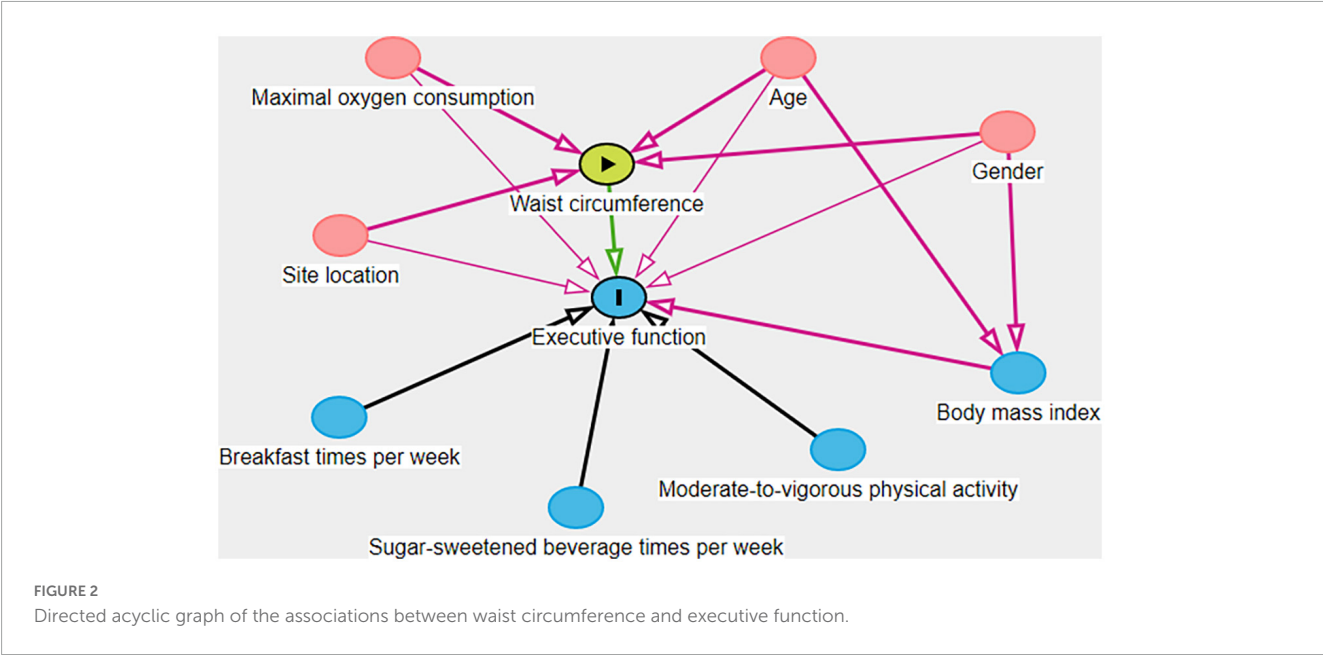 Maximal oxygen consumption
Age
Gender
Waist circumference
Site location
Executive function
Body mass index
Breakfast times per week
Moderate-to-vigorous physical activity
Sugar-sweetened beverage times per week
FIGURE 2
Directed acyclic graph of the associations between waist circumference and executive function.